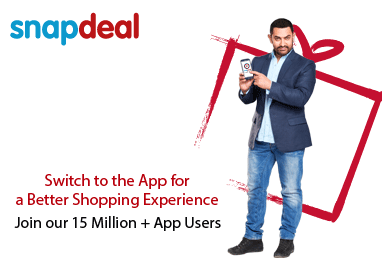 snapdeal
Switch to the App for
a Better Shopping Experience
Join our 15 Million + App Users